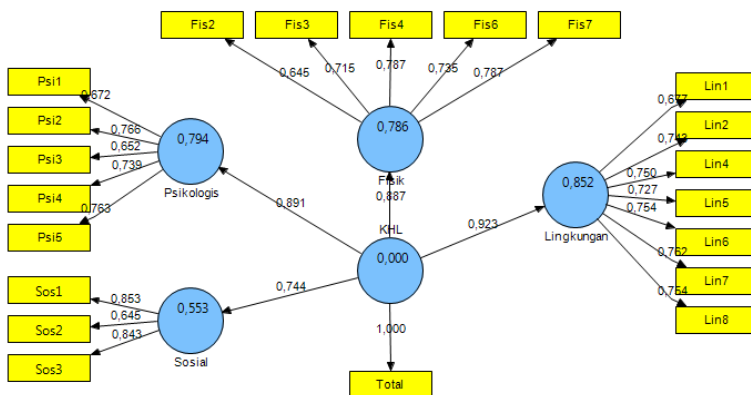 Fis2 Fis3 Fis4 Fis6 Fis7
0,645 0,715 0,787 0,735 0,787
0,786
Fisik
Psi1
Psi2
Psi3
Psi4
Psi5
0,672
0,766
0,652
0,739
0,763
0,794
Psikologis
0,891
0,887
KHL
0,000
0,923
0,744
1,000
Total
Lin1
Lin2
Lin4
Lin5
Lin6
Lin7
Lin8
0,677
0,743
0,750
0,727
0,754
0,762
0,754
0,852
Lingkungan
Sos1
Sos2
Sos3
0,853
0,645
0,843
0,553
Sosial